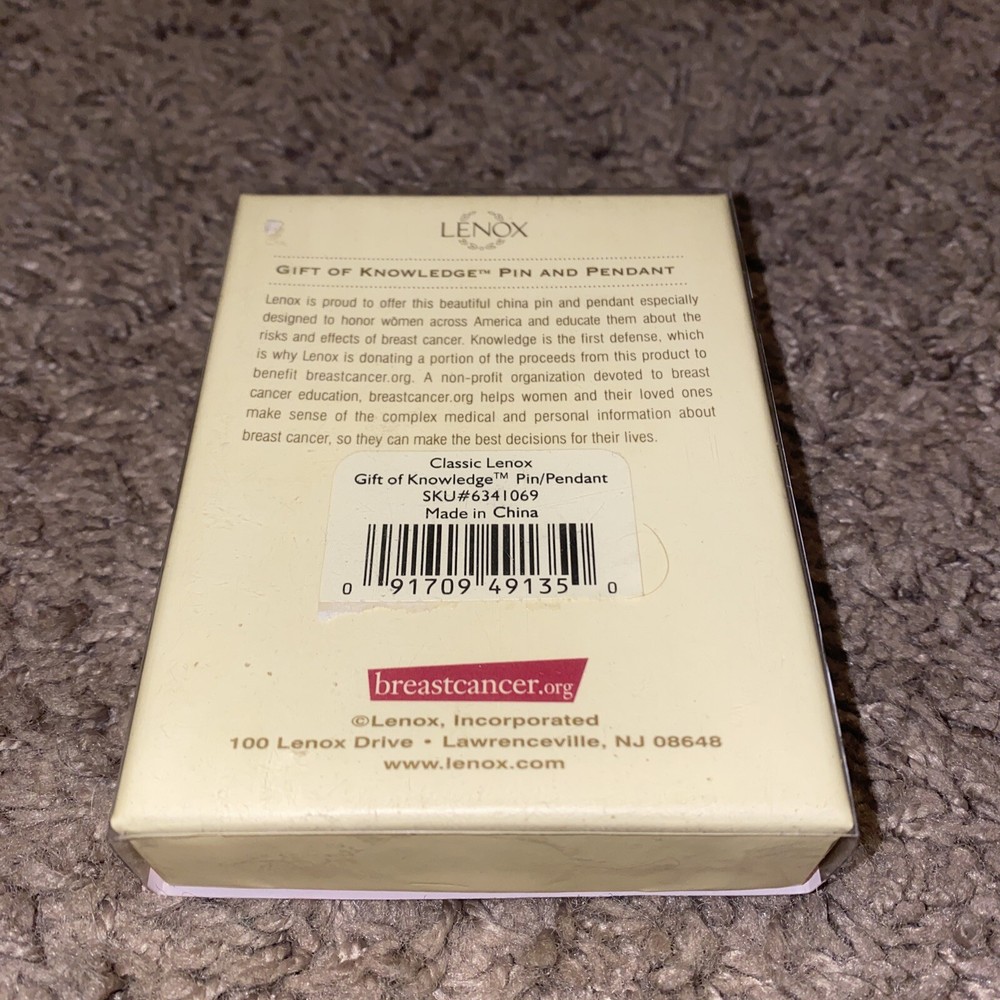 LENOX
GIFT OF KNOWLEDGE™ PIN AND PENDANT
Lenox is proud to offer this beautiful china pin and pendant especially
designed to honor women across America and educate them about the
risks and effects of breast cancer. Knowledge is the first defense, which
is why Lenox is donating a portion of the proceeds from this product to
benefit breastcancer.org. A non-profit organization devoted to breast
cancer education, breastcancer.org helps women and their loved ones
make sense of the complex medical and personal information about
breast cancer, so they can make the best decisions for their lives.
Classic Lenox
Gift of Knowledge™ Pin/Pendant
SKU#6341069
Made in China
0 91709 49135 0
breastcancer.org
©Lenox, Incorporated
100 Lenox Drive • Lawrenceville, NJ 08648
www.lenox.com